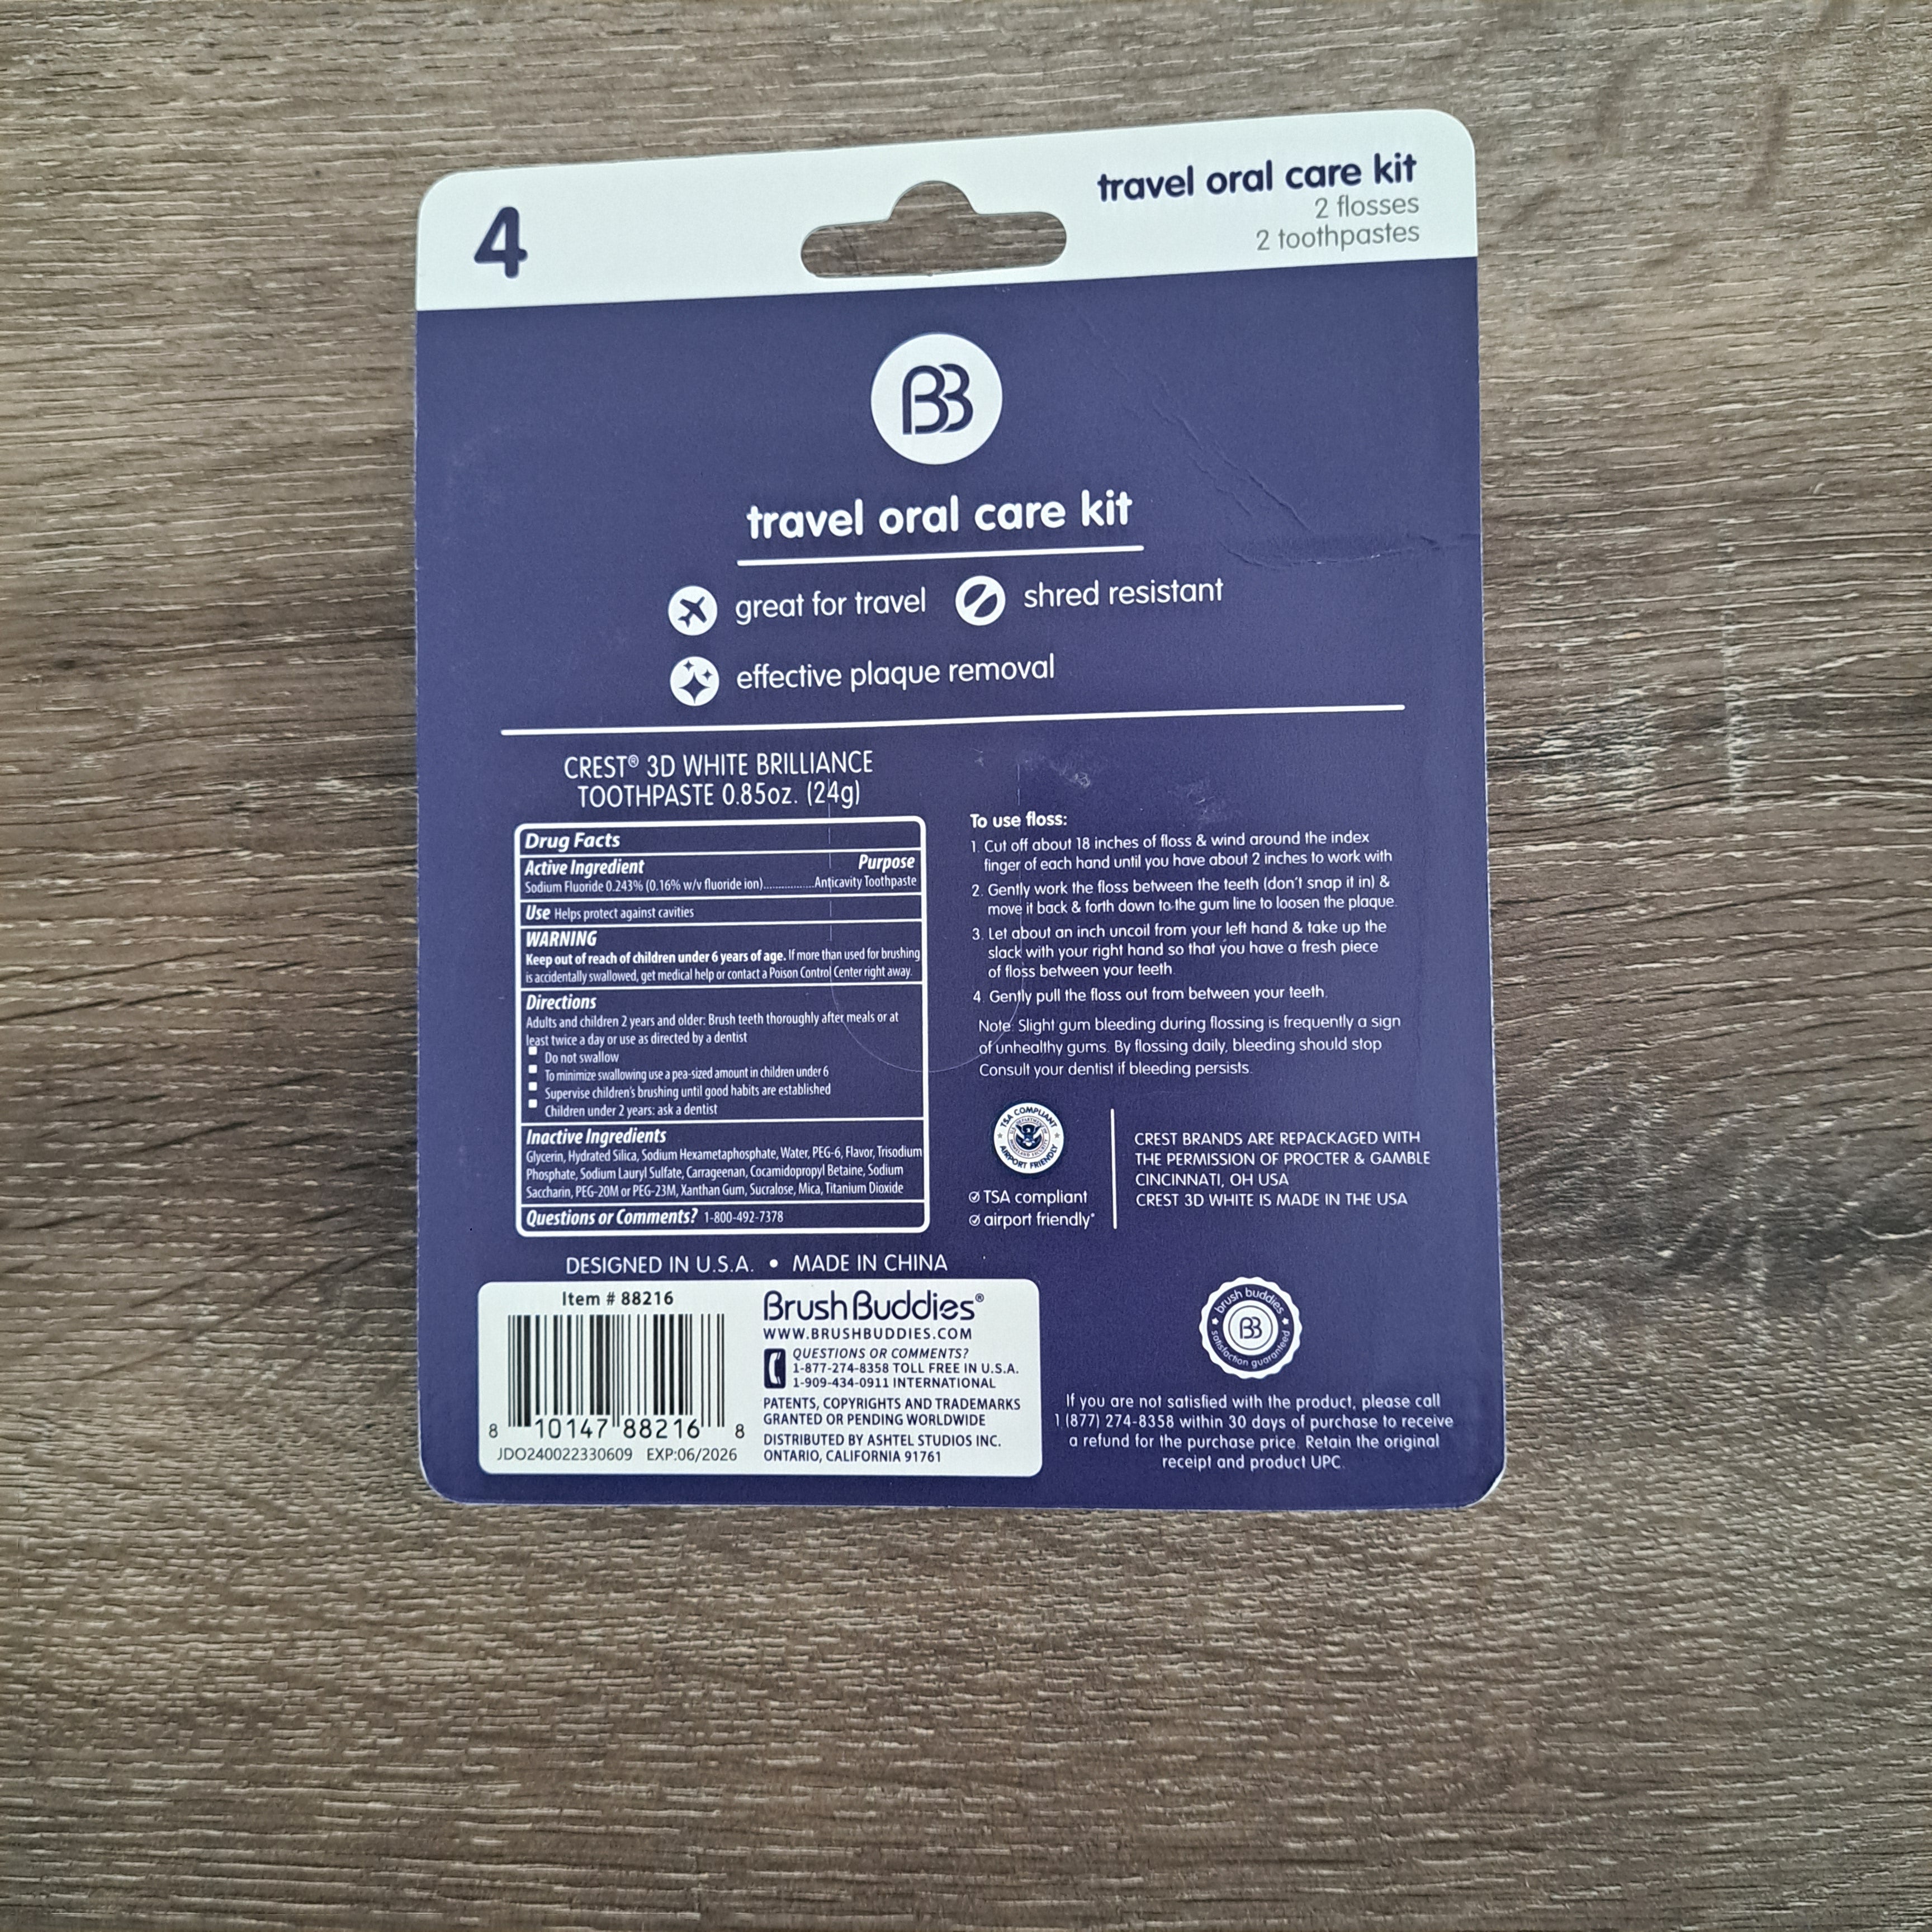 4
travel oral care kit
2 flosses
2 toothpastes
BB
travel oral care kit
great for travel
shred resistant
effective plaque removal
CREST® 3D WHITE BRILLIANCE
TOOTHPASTE 0.85oz. (24g)
Drug Facts
Active Ingredient Purpose
Sodium Fluoride 0.243% (0.16% w/v fluoride ion)...............Anticavity Toothpaste
Use Helps protect against cavities
WARNING
Keep out of reach of children under 6 years of age. If more than used for brushing
is accidentally swallowed, get medical help or contact a Poison Control Center right away.
Directions
Adults and children 2 years and older: Brush teeth thoroughly after meals or at
least twice a day or use as directed by a dentist
Do not swallow
To minimize swallowing use a pea-sized amount in children under 6
Supervise children's brushing until good habits are established
Children under 2 years: ask a dentist
Inactive Ingredients
Glycerin, Hydrated Silica, Sodium Hexametaphosphate, Water, PEG-6, Flavor, Trisodium
Phosphate, Sodium Lauryl Sulfate, Carrageenan, Cocamidopropyl Betaine, Sodium
Saccharin, PEG-20M or PEG-23M, Xanthan Gum, Sucralose, Mica, Titanium Dioxide
Questions or Comments? 1-800-492-7378
To use floss:
1. Cut off about 18 inches of floss & wind around the index
finger of each hand until you have about 2 inches to work with
2. Gently work the floss between the teeth (don't snap it in) &
move it back & forth down to the gum line to loosen the plaque.
3. Let about an inch uncoil from your left hand & take up the
slack with your right hand so that you have a fresh piece
of floss between your teeth.
4. Gently pull the floss out from between your teeth.
Note: Slight gum bleeding during flossing is frequently a sign
of unhealthy gums. By flossing daily, bleeding should stop
Consult your dentist if bleeding persists.
TSA COMPLIANT
AIRPORT FRIENDLY
TSA compliant
airport friendly*
CREST BRANDS ARE REPACKAGED WITH
THE PERMISSION OF PROCTER & GAMBLE
CINCINNATI, OH USA
CREST 3D WHITE IS MADE IN THE USA
DESIGNED IN U.S.A. • MADE IN CHINA
Item # 88216
8 10147 88216 8
JDO240022330609 EXP:06/2026
Brush Buddies®
WWW.BRUSHBUDDIES.COM
QUESTIONS OR COMMENTS?
1-877-274-8358 TOLL FREE IN U.S.A.
1-909-434-0911 INTERNATIONAL
PATENTS, COPYRIGHTS AND TRADEMARKS
GRANTED OR PENDING WORLDWIDE
DISTRIBUTED BY ASHTEL STUDIOS INC.
ONTARIO, CALIFORNIA 91761
brush buddies
BB
satisfaction guaranteed
If you are not satisfied with the product, please call
1 (877) 274-8358 within 30 days of purchase to receive
a refund for the purchase price. Retain the original
receipt and product UPC.